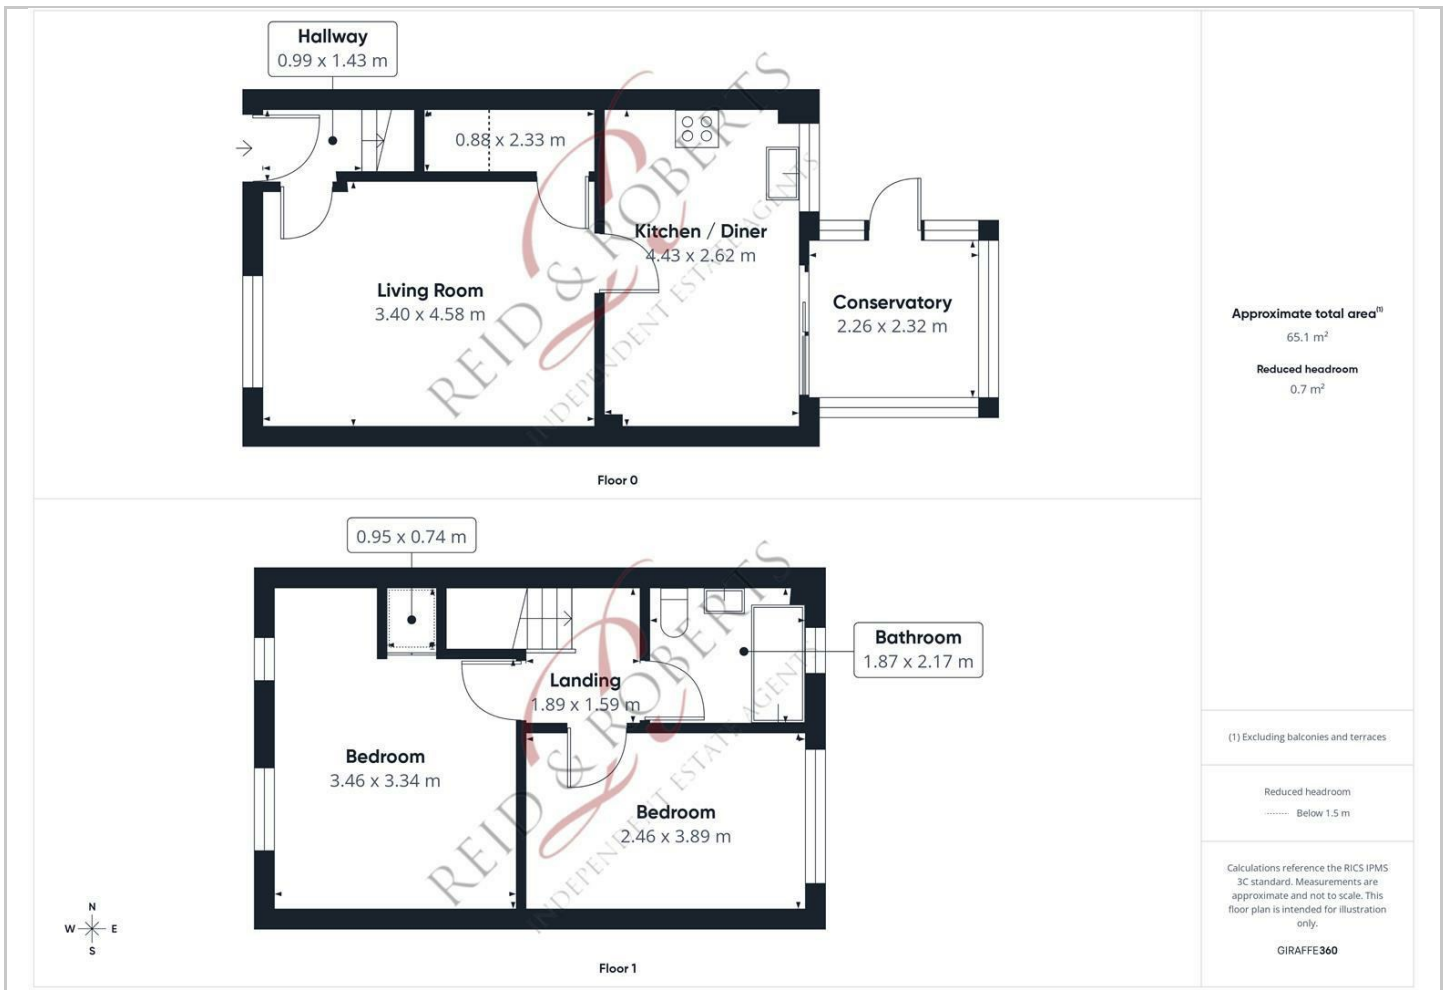 Hallway
0.99 x 1.43 m
0.88 x 2.33 m
Kitchen / Diner
4.43 x 2.62 m
Living Room
3.40 x 4.58 m
Conservatory
2.26 x 2.32 m
REID & ROBERTS
INDEPENDENT ESTATE AGENTS
Floor 0
Approximate total area(1)
65.1 m²
Reduced headroom
0.7 m²
0.95 x 0.74 m
Bathroom
1.87 x 2.17 m
Landing
1.89 x 1.59 m
Bedroom
3.46 x 3.34 m
Bedroom
2.46 x 3.89 m
REID & ROBERTS
INDEPENDENT ESTATE AGENTS
N
W E
S
Floor 1
(1) Excluding balconies and terraces
Reduced headroom
Below 1.5 m
Calculations reference the RICS IPMS
3C standard. Measurements are
approximate and not to scale. This
floor plan is intended for illustration
only.
GIRAFFE360